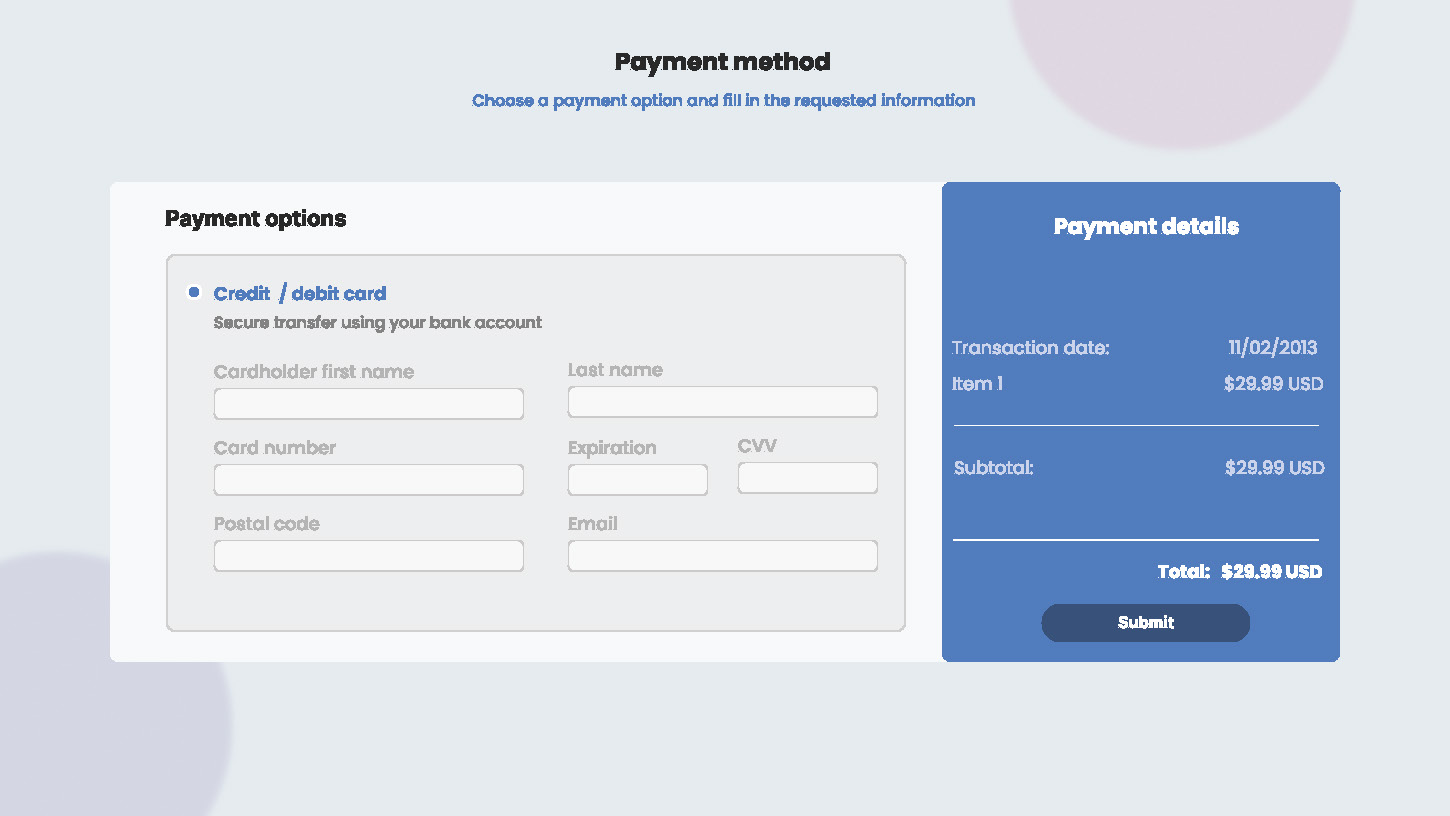 Payment method
Choose a payment option and fill in the requested information
Payment options
Credit / debit card
Secure transfer using your bank account
Cardholder first name
Last name
Card number
Expiration
CVV
Postal code
Email
Payment details
Transaction date: 11/02/2013
Item 1 $29.99 USD
Subtotal: $29.99 USD
Total: $29.99 USD
Submit